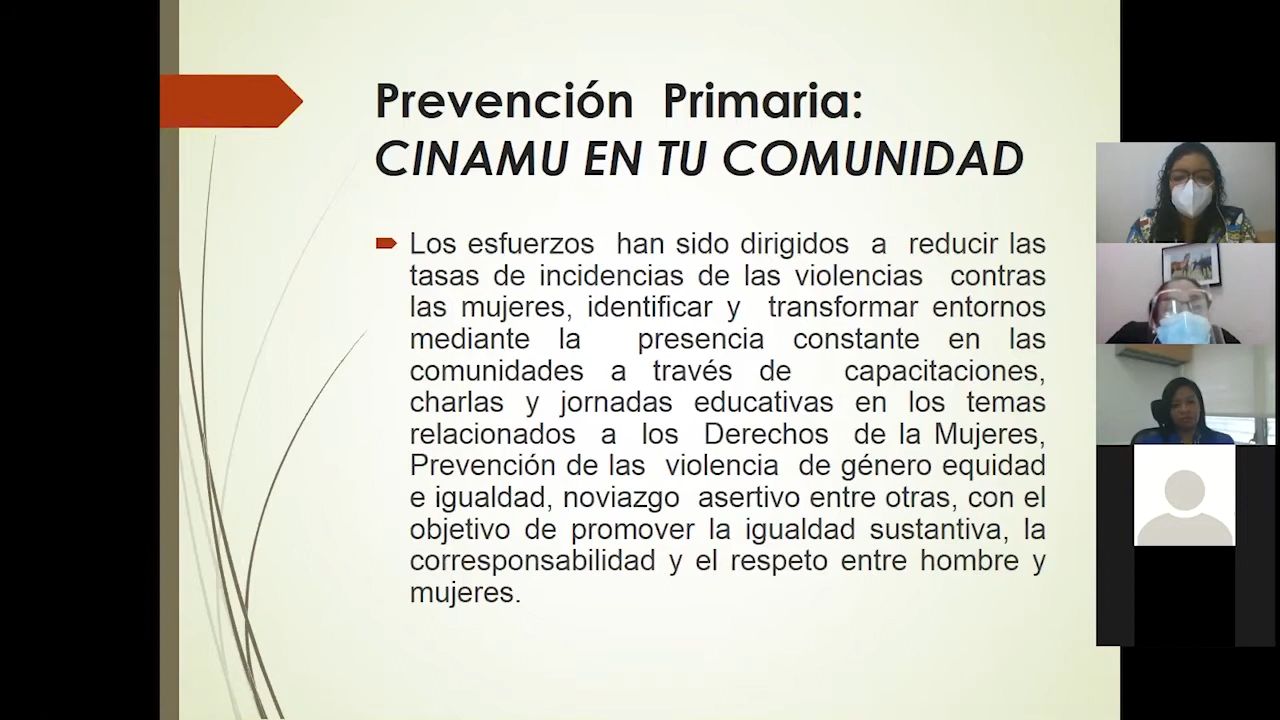 Prevención Primaria:
CINAMU EN TU COMUNIDAD
Los esfuerzos han sido dirigidos a reducir las
tasas de incidencias de las violencias contras
las mujeres, identificar y transformar entornos
mediante la presencia constante en las
comunidades a través de capacitaciones,
charlas y jornadas educativas en los temas
relacionados a los Derechos de la Mujeres,
Prevención de las violencia de género equidad
e igualdad, noviazgo asertivo entre otras, con el
objetivo de promover la igualdad sustantiva, la
corresponsabilidad y el respeto entre hombre y
mujeres.